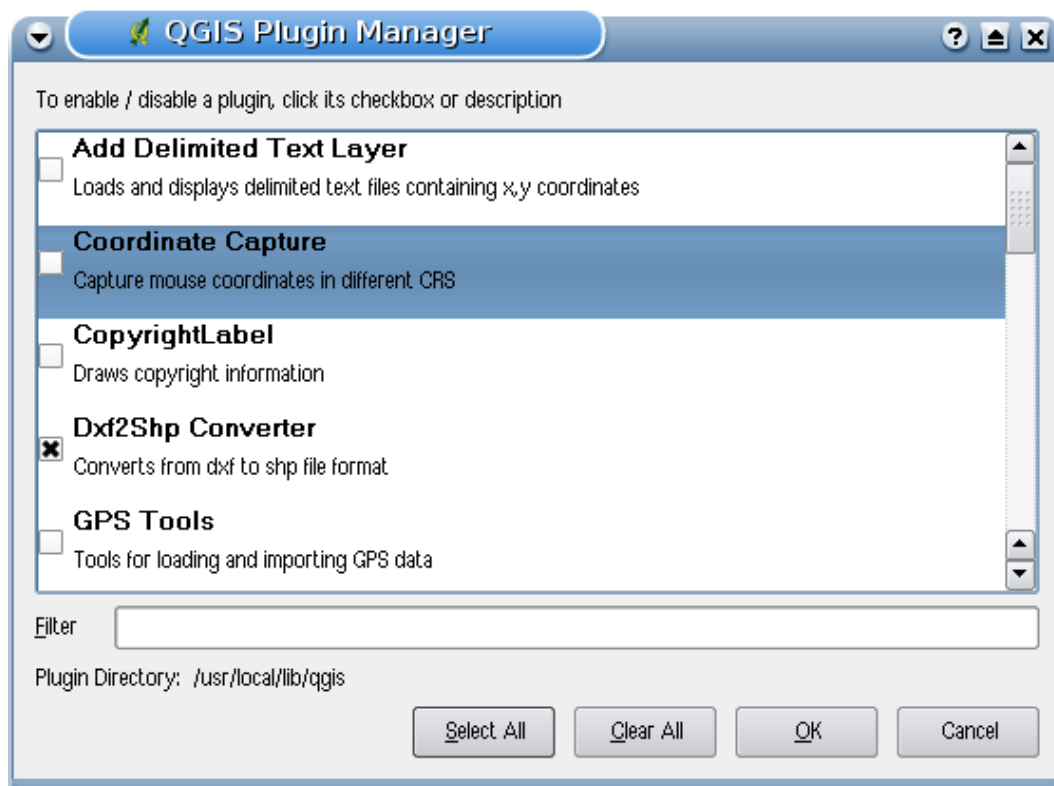 QGIS Plugin Manager
To enable / disable a plugin, click its checkbox or description
Add Delimited Text Layer
Loads and displays delimited text files containing x,y coordinates
Coordinate Capture
Capture mouse coordinates in different CRS
CopyrightLabel
Draws copyright information
Dxf2Shp Converter
Converts from dxf to shp file format
GPS Tools
Tools for loading and importing GPS data
Filter
Plugin Directory: /usr/local/lib/qgis
Select All Clear All OK Cancel